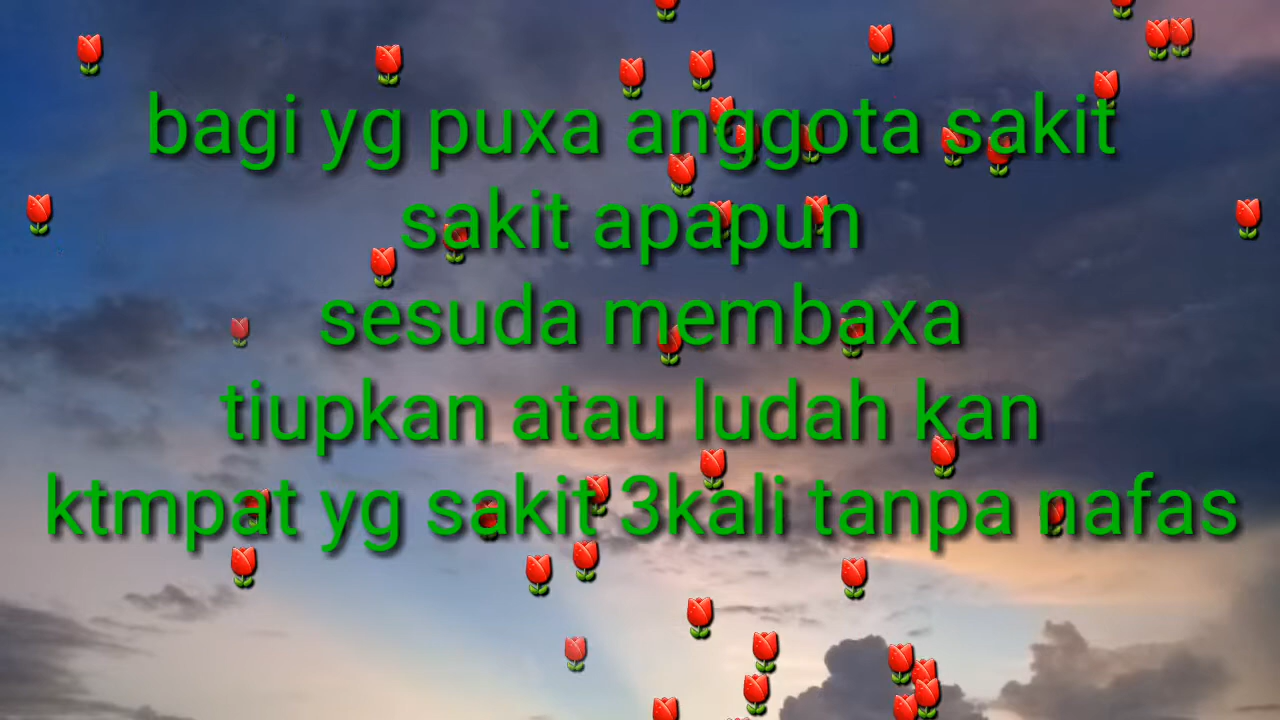 bagi yg puxa anggota sakit
sakit apapun
sesuda membaxa
tiupkan atau ludah kan
ktmpat yg sakit 3kali tanpa nafas